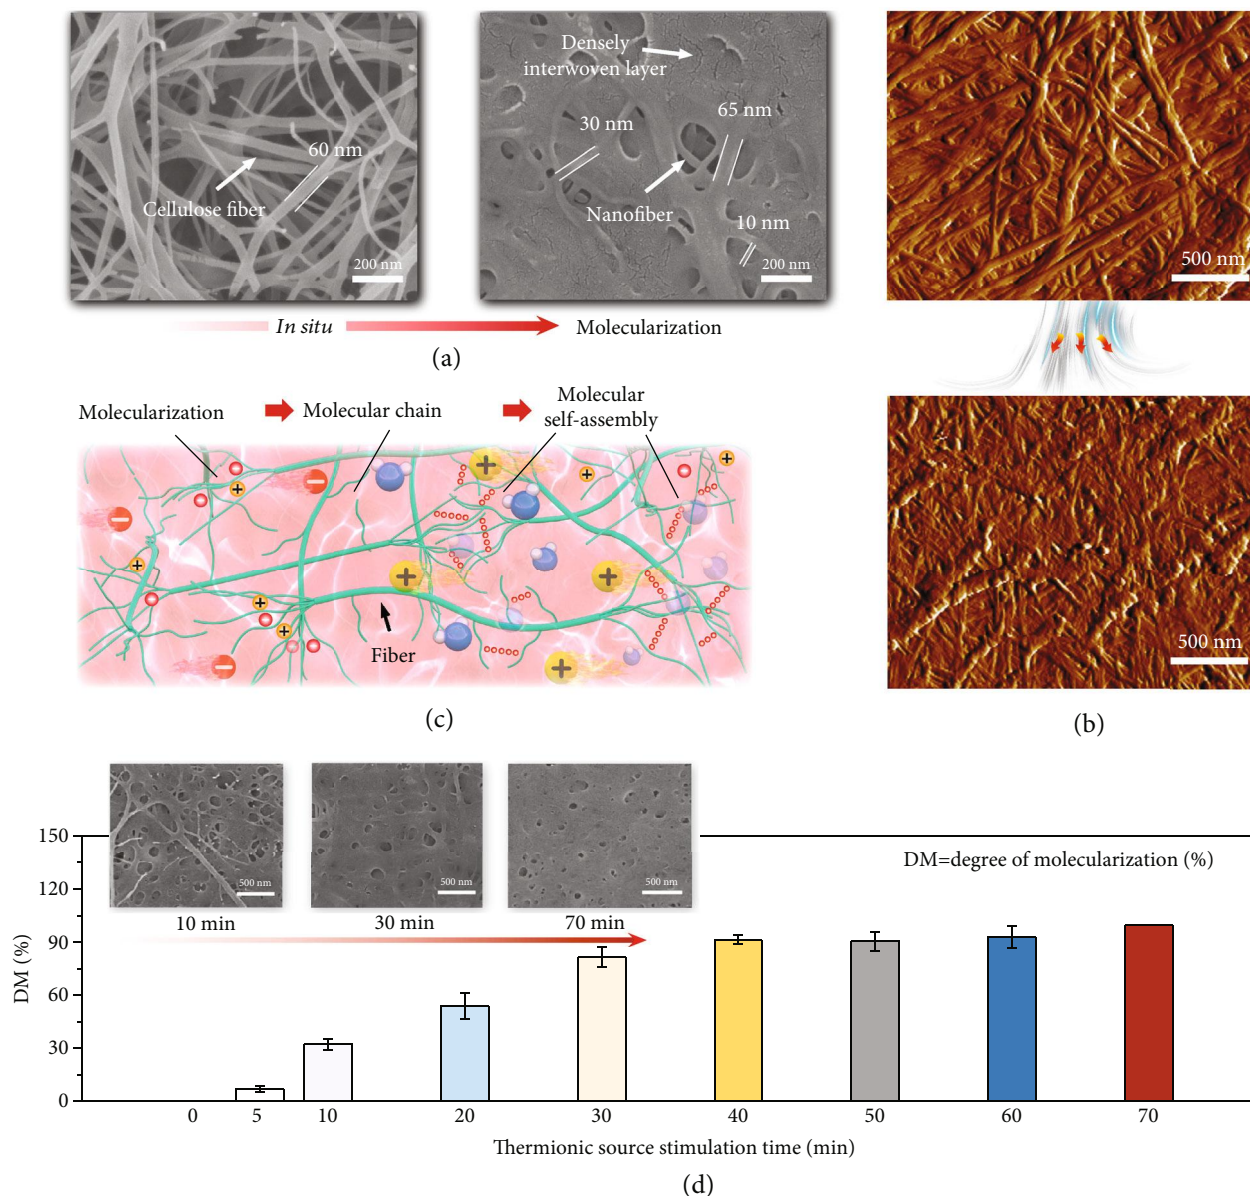 60 nm
Cellulose fiber
200 nm
Densely
interwoven layer
30 nm
65 nm
Nanofiber
10 nm
200 nm
In situ
Molecularization
(a)
500 nm
500 nm
(b)
Molecularization
Molecular chain
Molecular
self-assembly
Fiber
(c)
500 nm
500 nm
500 nm
10 min
30 min
70 min
DM=degree of molecularization (%)
DM (%)
150
120
90
60
30
0
0 5 10 20 30 40 50 60 70
Thermionic source stimulation time (min)
(d)